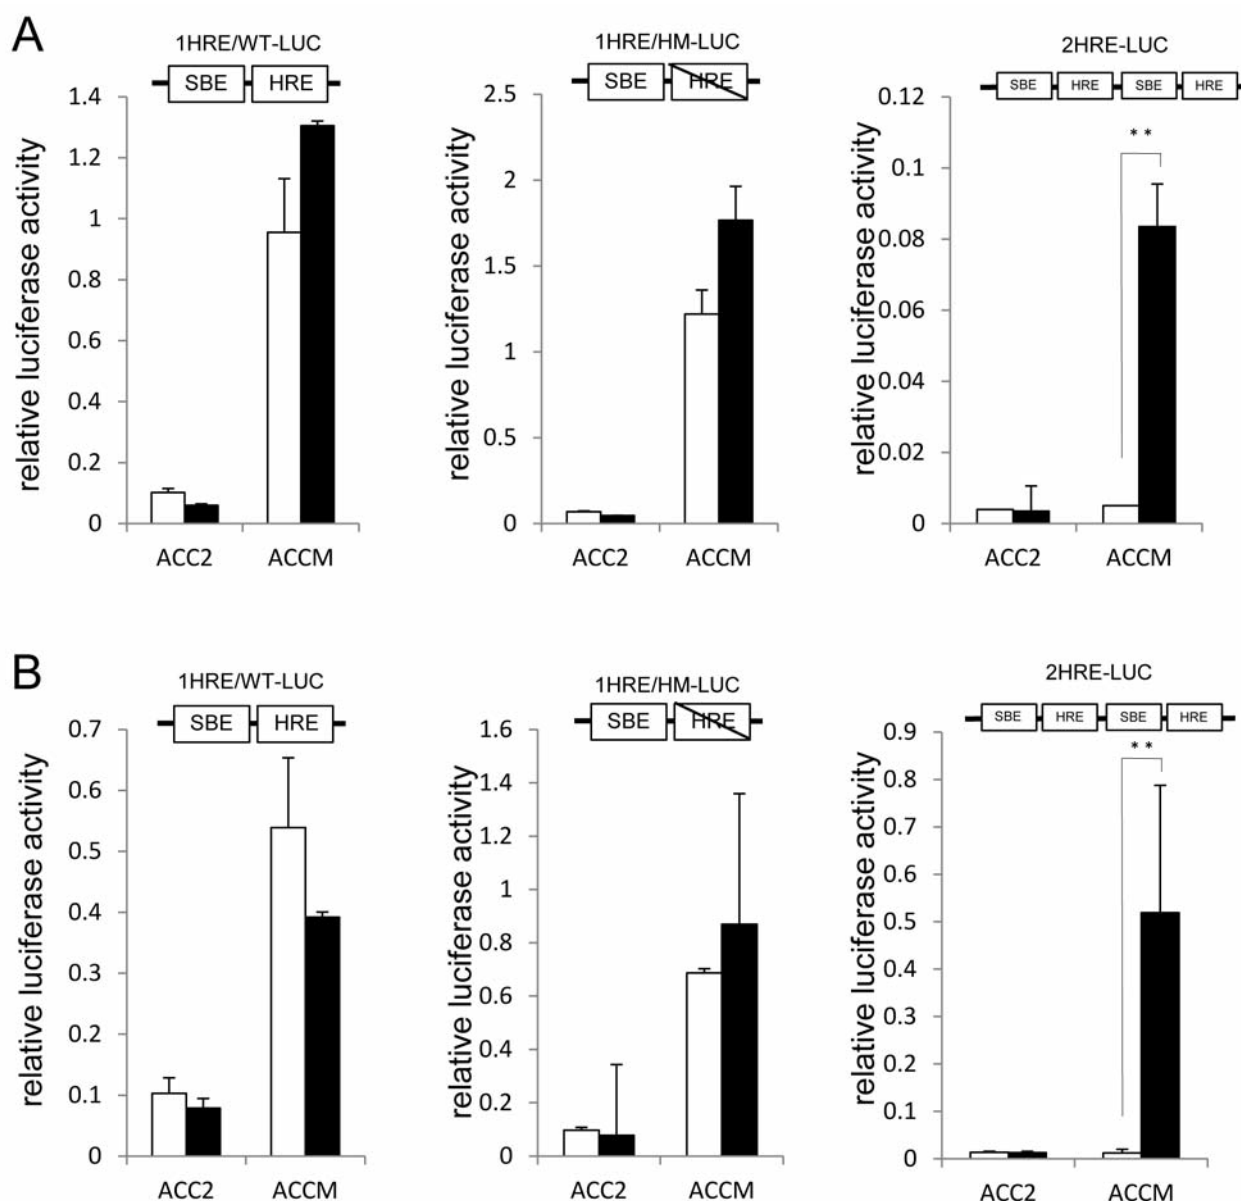 A
1HRE/WT-LUC
SBE HRE
relative luciferase activity
1.4
1.2
1
0.8
0.6
0.4
0.2
0
ACC2 ACCM
1HRE/HM-LUC
SBE HRE
relative luciferase activity
2.5
2
1.5
1
0.5
0
ACC2 ACCM
2HRE-LUC
SBE HRE SBE HRE
relative luciferase activity
0.12
0.1
0.08
0.06
0.04
0.02
0
**
ACC2 ACCM
B
1HRE/WT-LUC
SBE HRE
relative luciferase activity
0.7
0.6
0.5
0.4
0.3
0.2
0.1
0
ACC2 ACCM
1HRE/HM-LUC
SBE HRE
relative luciferase activity
1.6
1.4
1.2
1
0.8
0.6
0.4
0.2
0
ACC2 ACCM
2HRE-LUC
SBE HRE SBE HRE
relative luciferase activity
0.9
0.8
0.7
0.6
0.5
0.4
0.3
0.2
0.1
0
**
ACC2 ACCM